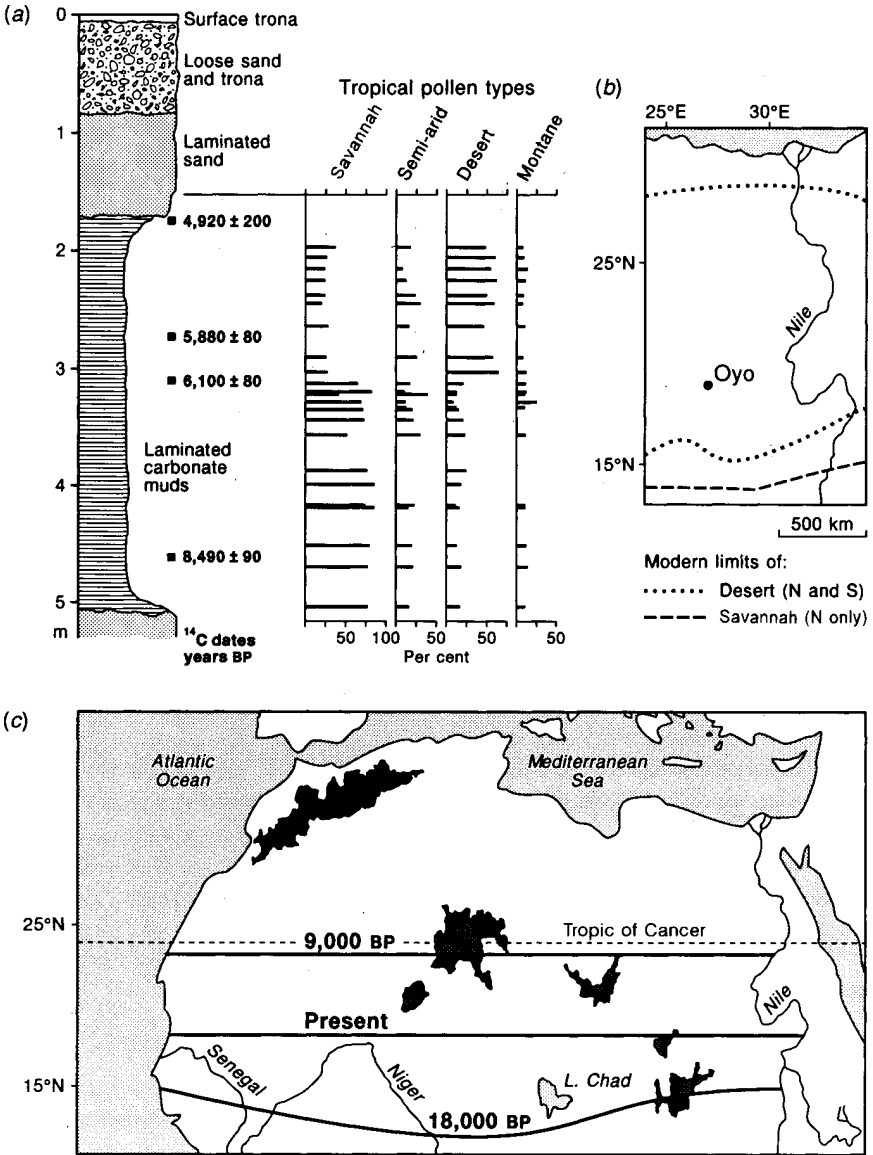 (a)
0
Surface trona
Loose sand
and trona
1
Laminated
sand
4,920 ± 200
2
5,880 ± 80
3
6,100 ± 80
Laminated
carbonate
muds
4
8,490 ± 90
5
m
14C dates
years BP
Tropical pollen types
Savannah
Semi-arid
Desert
Montane
50
100
0
50
50
50
Per cent
(b)
25°E
30°E
25°N
Nile
Oyo
15°N
500 km
Modern limits of:
Desert (N and S)
Savannah (N only)
(c)
Atlantic
Ocean
Mediterranean
Sea
25°N
9,000 BP
Tropic of Cancer
Present
Nile
Senegal
Niger
L. Chad
15°N
18,000 BP